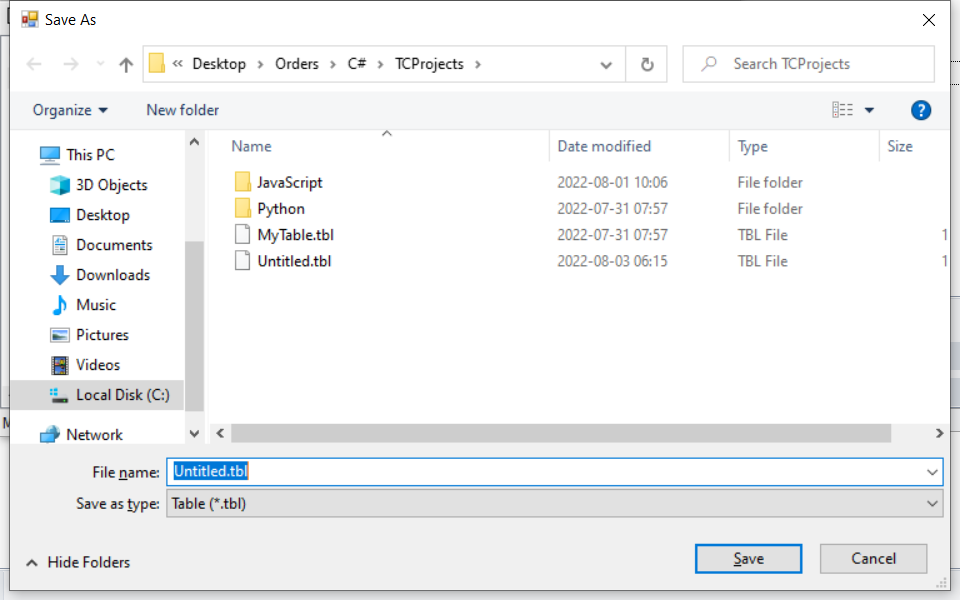 Save As
« Desktop > Orders > C# > TCProjects >
Search TCProjects
Organize
New folder
?
Name Date modified Type Size
This PC
3D Objects
Desktop
Documents
Downloads
Music
Pictures
Videos
Local Disk (C:)
Network
JavaScript 2022-08-01 10:06 File folder
Python 2022-07-31 07:57 File folder
MyTable.tbl 2022-07-31 07:57 TBL File 1
Untitled.tbl 2022-08-03 06:15 TBL File 1
File name: Untitled.tbl
Save as type: Table (*.tbl)
Hide Folders
Save
Cancel